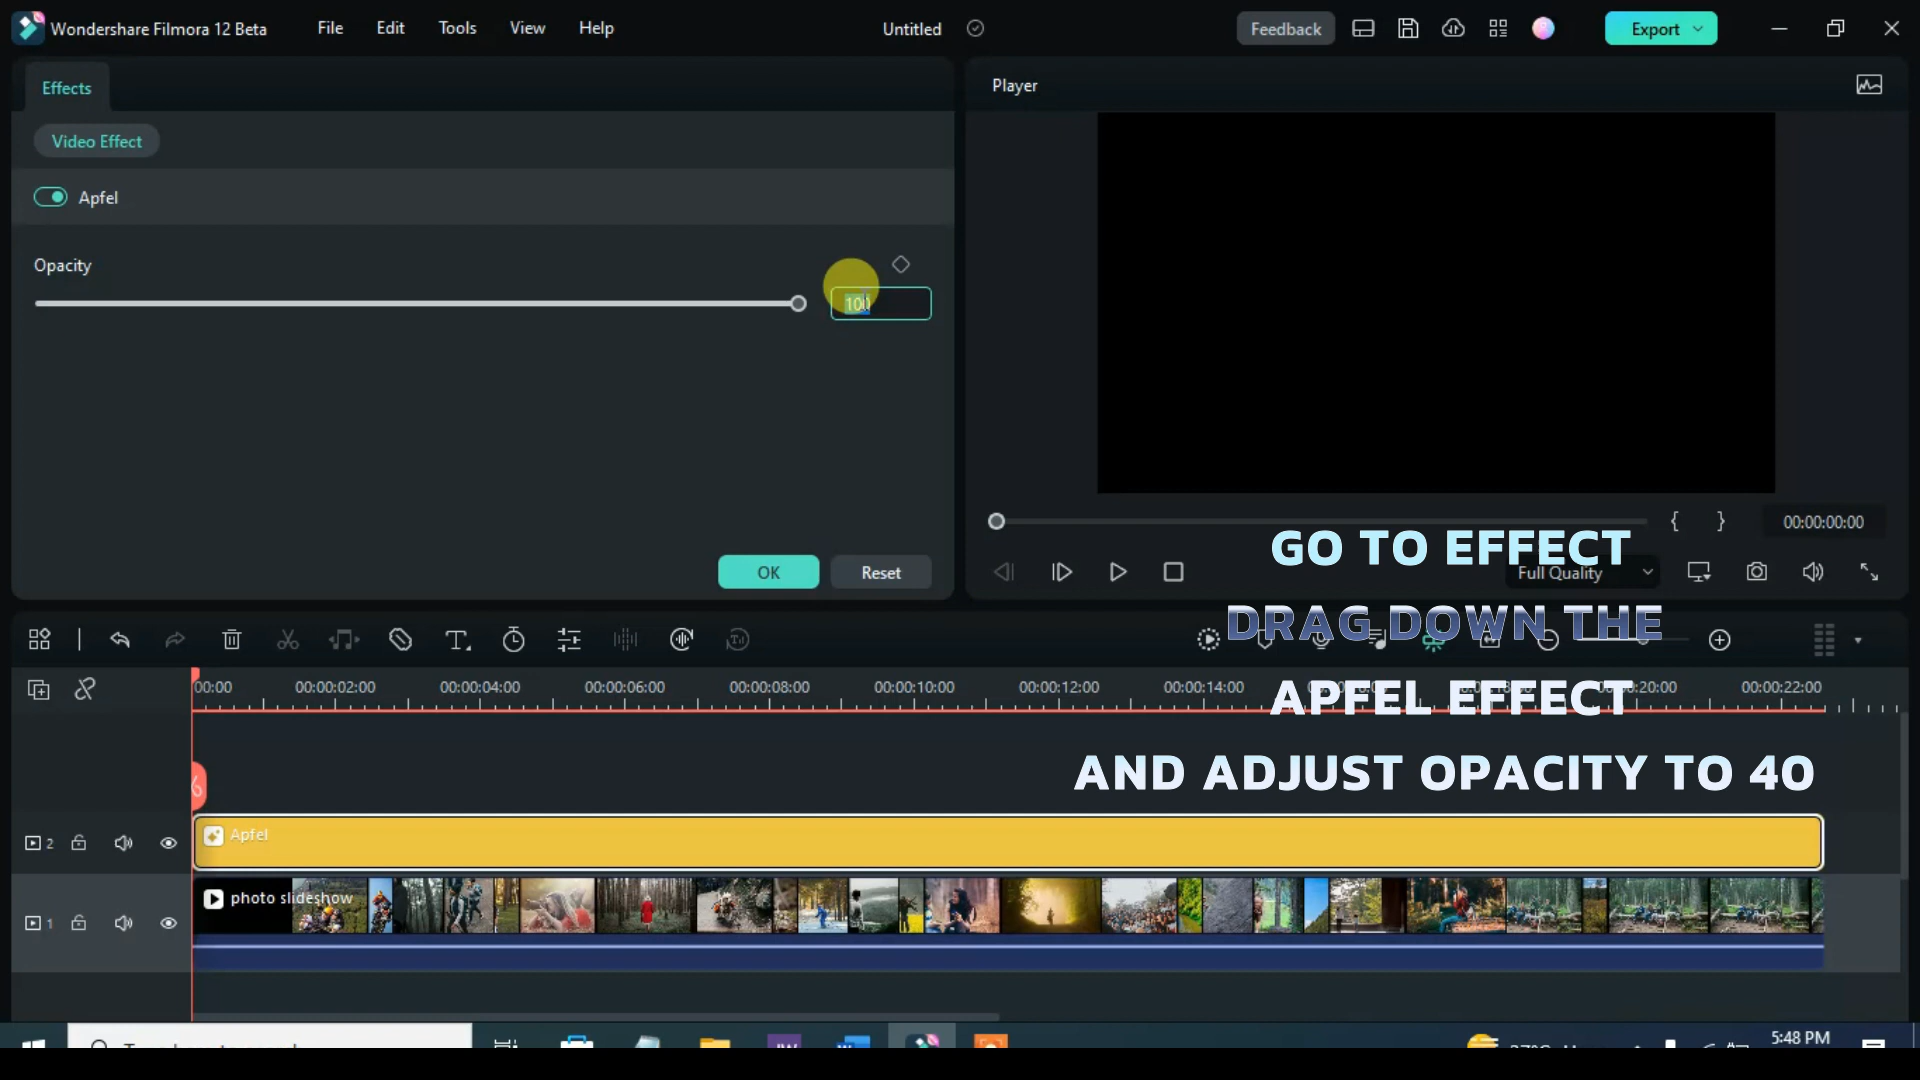 Wondershare Filmora 12 Beta
File
Edit
Tools
View
Help
Untitled
Feedback
Export
Effects
Player
Video Effect
Apfel
Opacity
100
OK
Reset
00:00:00:00
Full Quality
GO TO EFFECT
DRAG DOWN THE
APFEL EFFECT
AND ADJUST OPACITY TO 40
00:00
00:00:02:00
00:00:04:00
00:00:06:00
00:00:08:00
00:00:10:00
00:00:12:00
00:00:14:00
00:00:22:00
2
Apfel
1
photo slideshow
5:48 PM